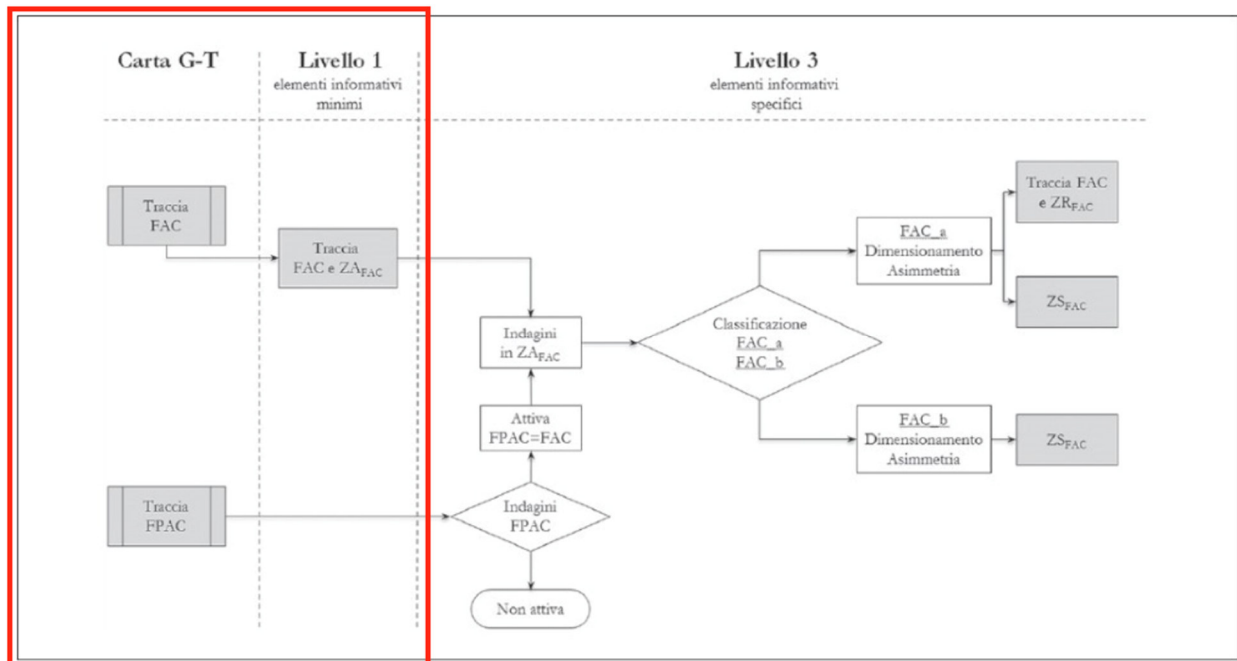 Carta G-T
Livello 1
elementi informativi
minimi
Livello 3
elementi informativi
specifici
Traccia
FAC
Traccia
FAC e ZAFAC
Indagini
in ZAFAC
Attiva
FPAC=FAC
Traccia
FPAC
Indagini
FPAC
Non attiva
Classificazione
FAC_a
FAC_b
FAC_a
Dimensionamento
Asimmetria
Traccia FAC
e ZRFAC
ZSFAC
FAC_b
Dimensionamento
Asimmetria
ZSFAC